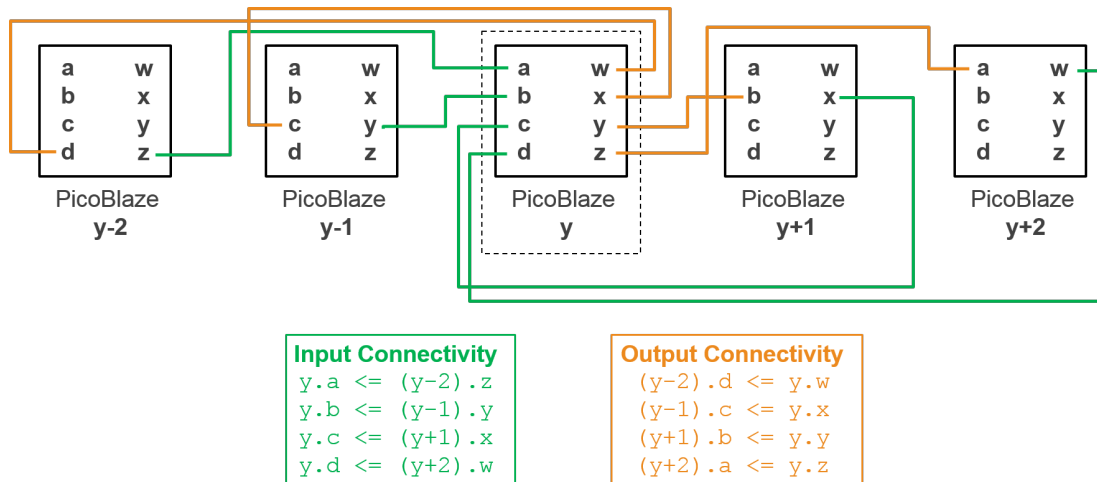 a w
b x
c y
d z
PicoBlaze
y-2
a w
b x
c y
d z
PicoBlaze
y-1
a w
b x
c y
d z
PicoBlaze
y
a w
b x
c y
d z
PicoBlaze
y+1
a w
b x
c y
d z
PicoBlaze
y+2
Input Connectivity
y.a <= (y-2).z
y.b <= (y-1).y
y.c <= (y+1).x
y.d <= (y+2).w
Output Connectivity
(y-2).d <= y.w
(y-1).c <= y.x
(y+1).b <= y.y
(y+2).a <= y.z